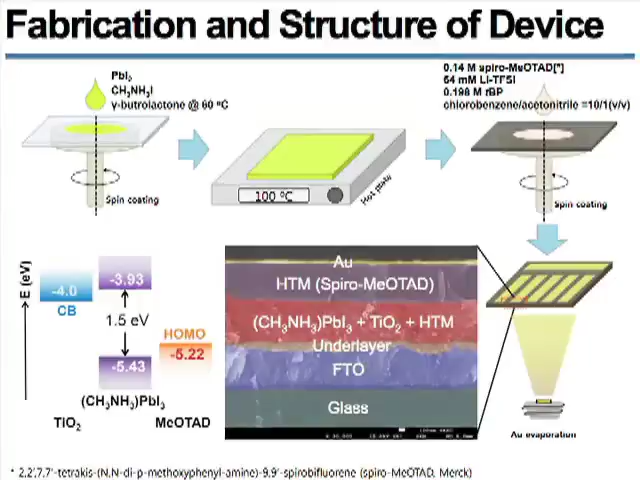 Fabrication and Structure of Device
PbI2
CH3NH3I
γ-butrolactone @ 60 ºC
Spin coating
100 ºC
Hot plate
0.14 M spiro-MeOTAD[*]
64 mM Li-TFSI
0.198 M tBP
chlorobenzene/acetonitrile =10/1(v/v)
Spin coating
E (eV)
-4.0
CB
TiO2
-3.93
1.5 eV
-5.43
(CH3NH3)PbI3
HOMO
-5.22
MeOTAD
Au
HTM (Spiro-MeOTAD)
(CH3NH3)PbI3 + TiO2 + HTM
Underlayer
FTO
Glass
Au evaporation
* 2,2',7,7'-tetrakis-(N,N-di-p-methoxyphenyl-amine)-9,9'-spirobifluorene (spiro-MeOTAD, Merck)